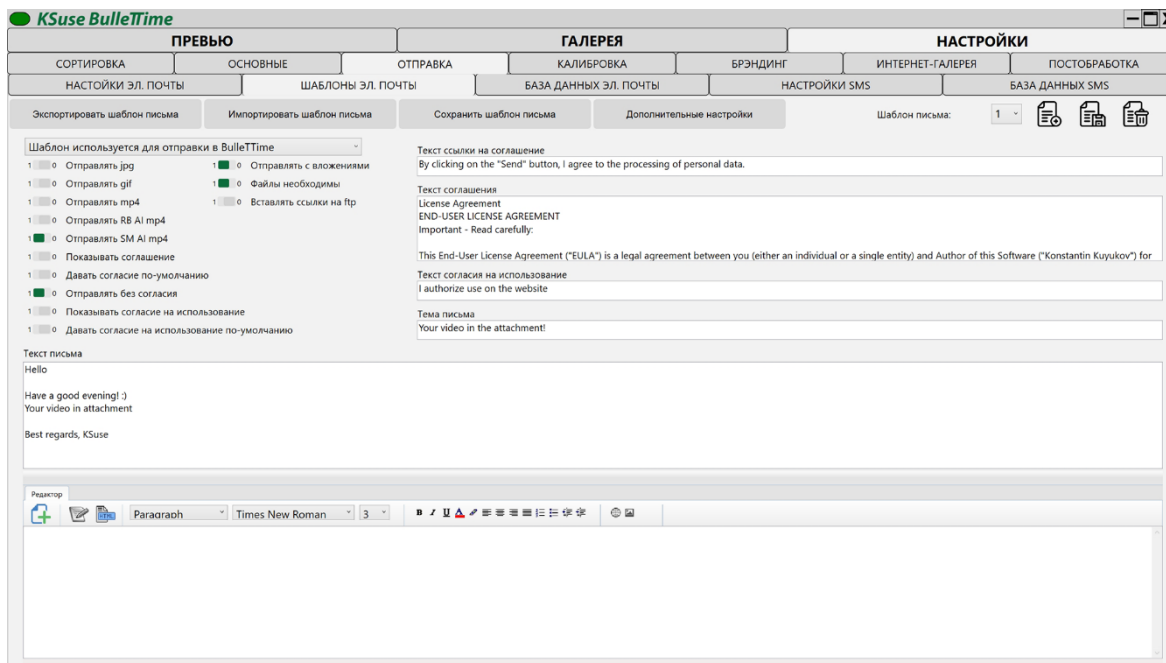 KSuse BulleTTime
ПРЕВЬЮ ГАЛЕРЕЯ НАСТРОЙКИ
СОРТИРОВКА ОСНОВНЫЕ ОТПРАВКА КАЛИБРОВКА БРЭНДИНГ ИНТЕРНЕТ-ГАЛЕРЕЯ ПОСТОБРАБОТКА
НАСТОЙКИ ЭЛ. ПОЧТЫ ШАБЛОНЫ ЭЛ. ПОЧТЫ БАЗА ДАННЫХ ЭЛ. ПОЧТЫ НАСТРОЙКИ SMS БАЗА ДАННЫХ SMS
Экспортировать шаблон письма Импортировать шаблон письма Сохранить шаблон письма Дополнительные настройки Шаблон письма: 1
Шаблон используется для отправки в BulleTTime
1 0 Отправлять jpg 1 0 Отправлять с вложениями
1 0 Отправлять gif 1 0 Файлы необходимы
1 0 Отправлять mp4 1 0 Вставлять ссылки на ftp
1 0 Отправлять RB AI mp4
1 0 Отправлять SM AI mp4
1 0 Показывать соглашение
1 0 Давать согласие по-умолчанию
1 0 Отправлять без согласия
1 0 Показывать согласие на использование
1 0 Давать согласие на использование по-умолчанию
Текст ссылки на соглашение
By clicking on the "Send" button, I agree to the processing of personal data.
Текст соглашения
License Agreement
END-USER LICENSE AGREEMENT
Important - Read carefully:
This End-User License Agreement ("EULA") is a legal agreement between you (either an individual or a single entity) and Author of this Software ("Konstantin Kuyukov") for
Текст согласия на использование
I authorize use on the website
Тема письма
Your video in the attachment!
Текст письма
Hello
Have a good evening! :)
Your video in attachment
Best regards, KSuse
Редактор
Paragraph Times New Roman 3 B I U A